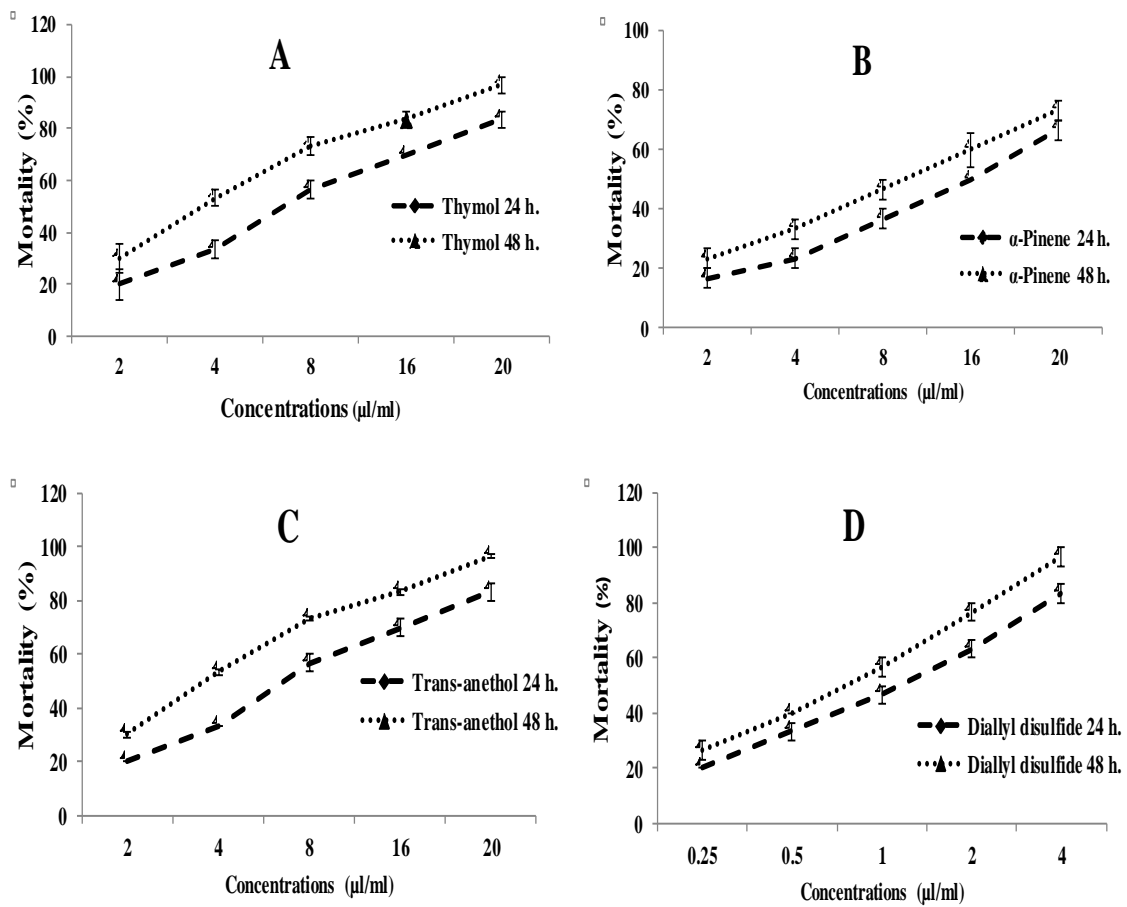 A
Mortality (%)
120
100
80
60
40
20
0
Thymol 24 h.
Thymol 48 h.
2 4 8 16 20
Concentrations (µl/ml)
B
Mortality (%)
100
80
60
40
20
0
α-Pinene 24 h.
α-Pinene 48 h.
2 4 8 16 20
Concentrations (µl/ml)
C
Mortality (%)
120
100
80
60
40
20
0
Trans-anethol 24 h.
Trans-anethol 48 h.
2 4 8 16 20
Concentrations (µl/ml)
D
Mortality (%)
120
100
80
60
40
20
0
Diallyl disulfide 24 h.
Diallyl disulfide 48 h.
0.25 0.5 1 2 4
Concentrations (µl/ml)